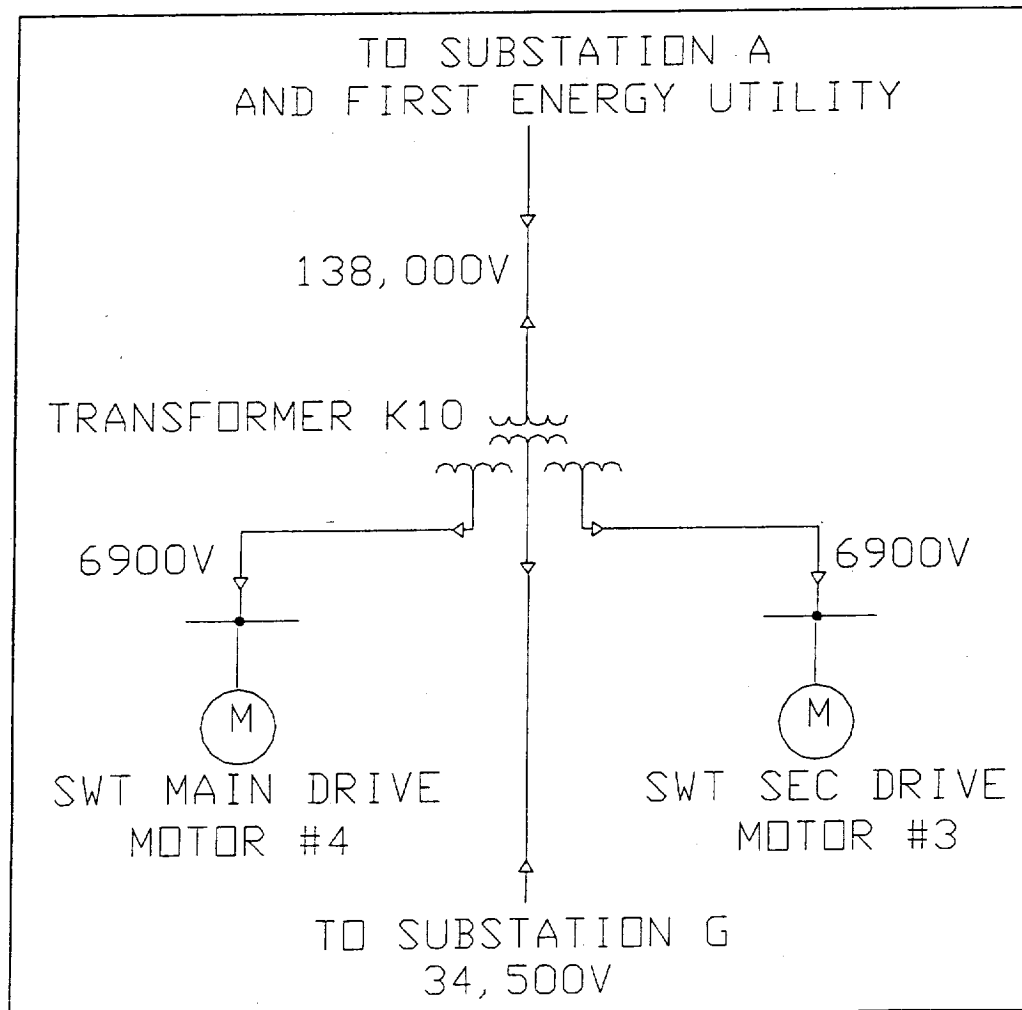 TO SUBSTATION A
AND FIRST ENERGY UTILITY
138,000V
TRANSFORMER K10
6900V
6900V
M
M
SWT MAIN DRIVE
MOTOR #4
SWT SEC DRIVE
MOTOR #3
TO SUBSTATION G
34,500V